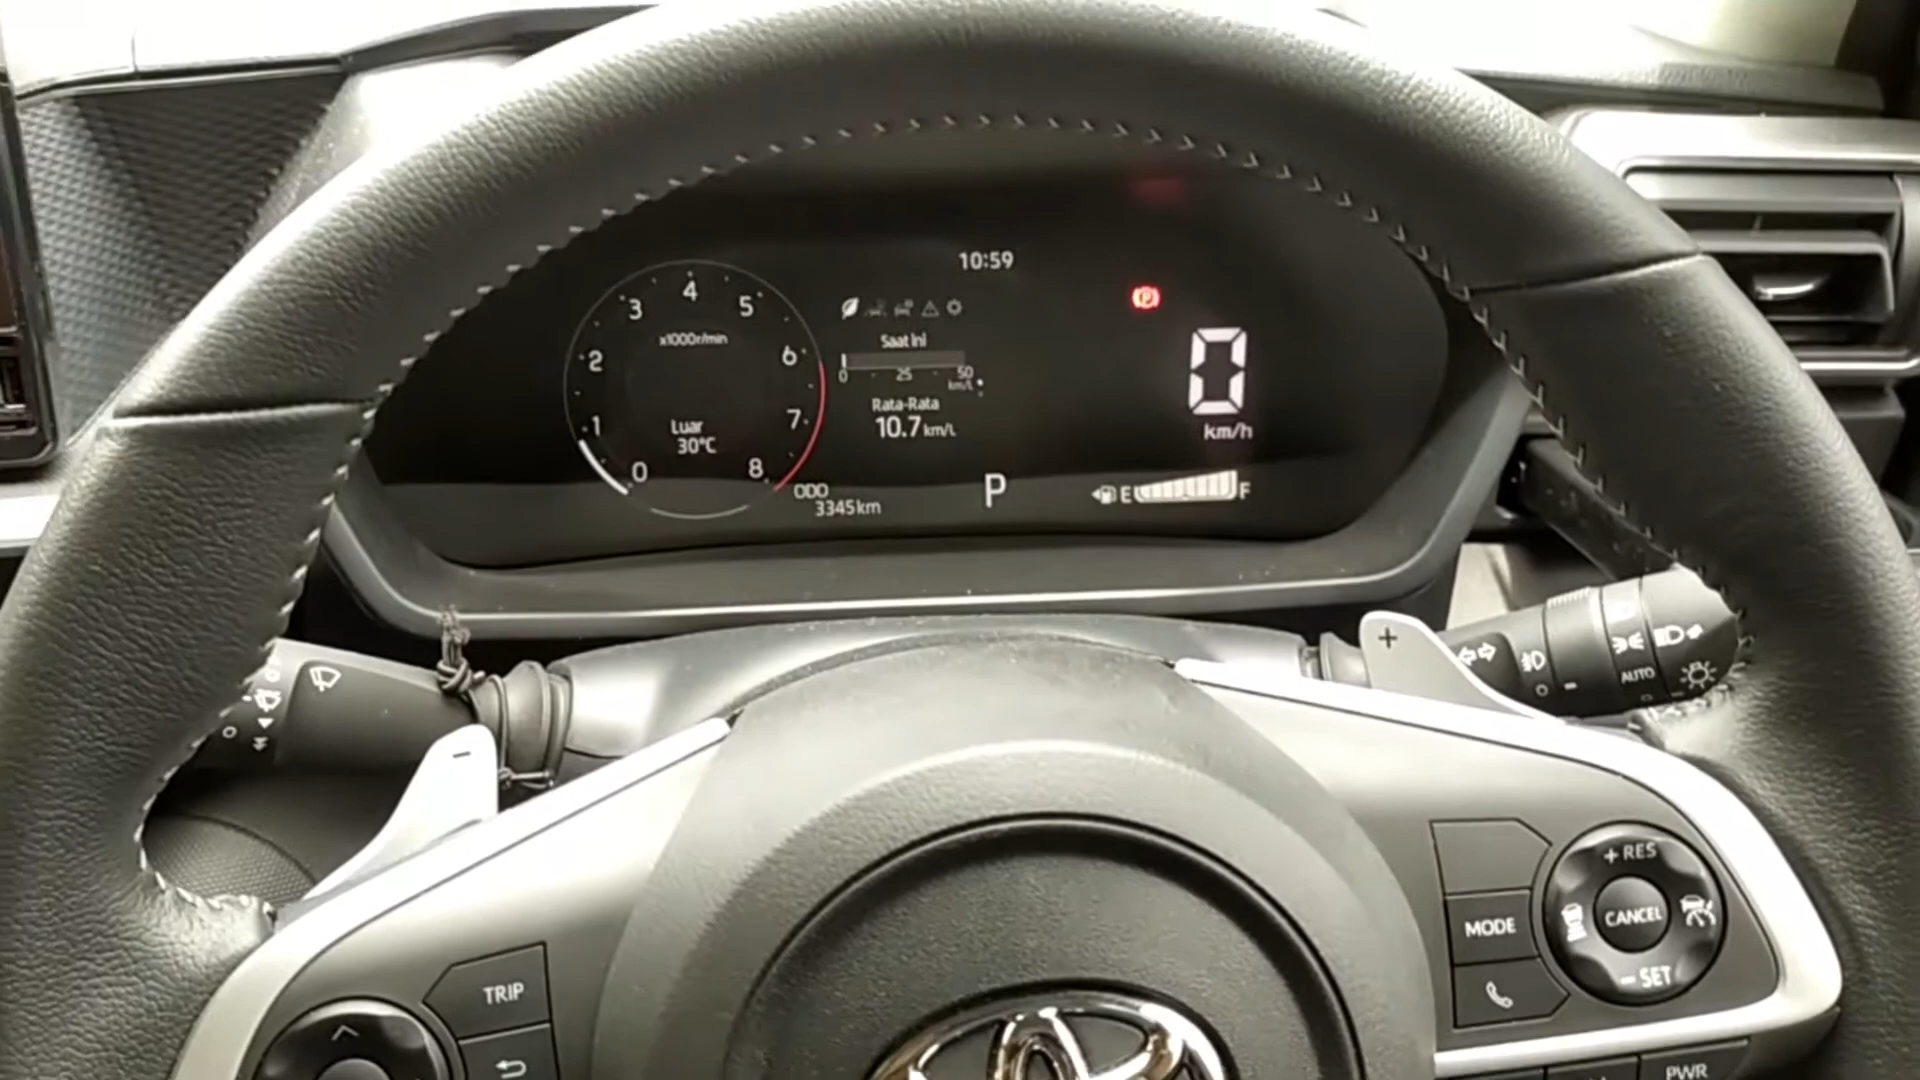 10:59
4
3
5
x1000r/min
2
6
1
7
Luar
30°C
0
8
Saat Ini
0
25
50
km/L
Rata-Rata
10.7 km/L
ODO
3345 km
P
P
0
km/h
E
F
+
-
AUTO
+ RES
CANCEL
- SET
MODE
TRIP
PWR